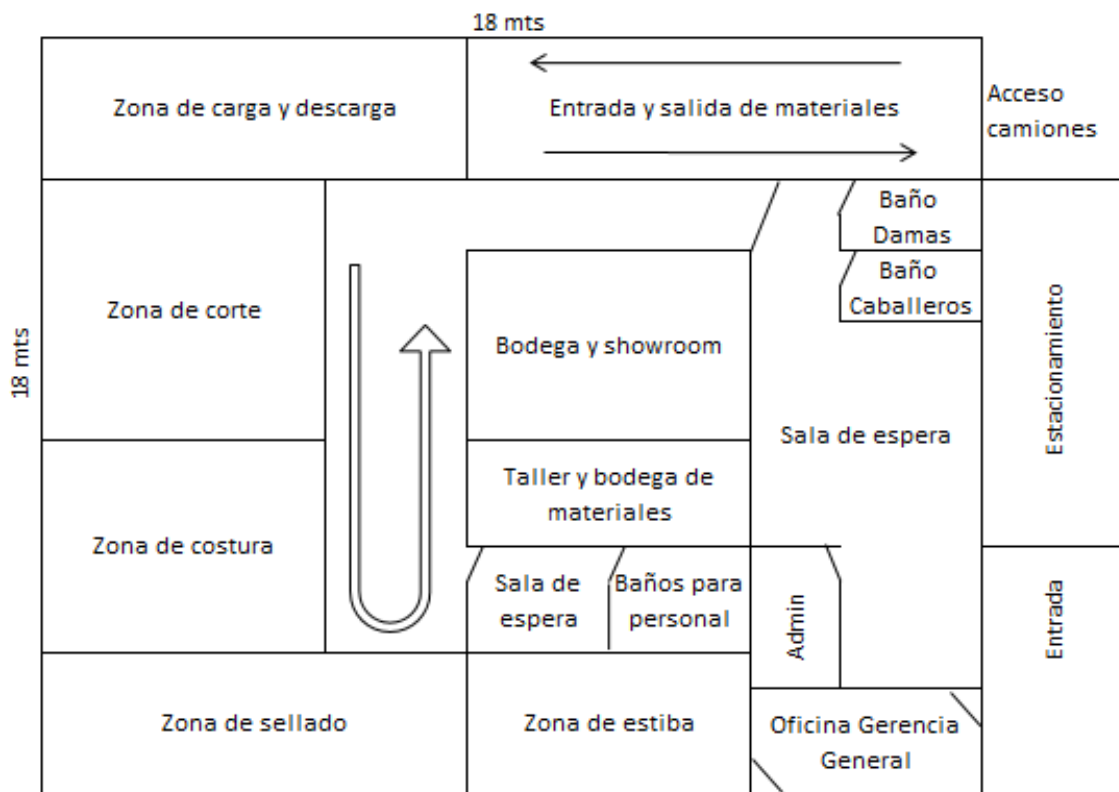 18 mts
Zona de carga y descarga
Entrada y salida de materiales
Acceso
camiones
Baño
Damas
Baño
Caballeros
18 mts
Zona de corte
Bodega y showroom
Estacionamiento
Sala de espera
Taller y bodega de
materiales
Zona de costura
Sala de
espera
Baños para
personal
Admin
Entrada
Zona de sellado
Zona de estiba
Oficina Gerencia
General